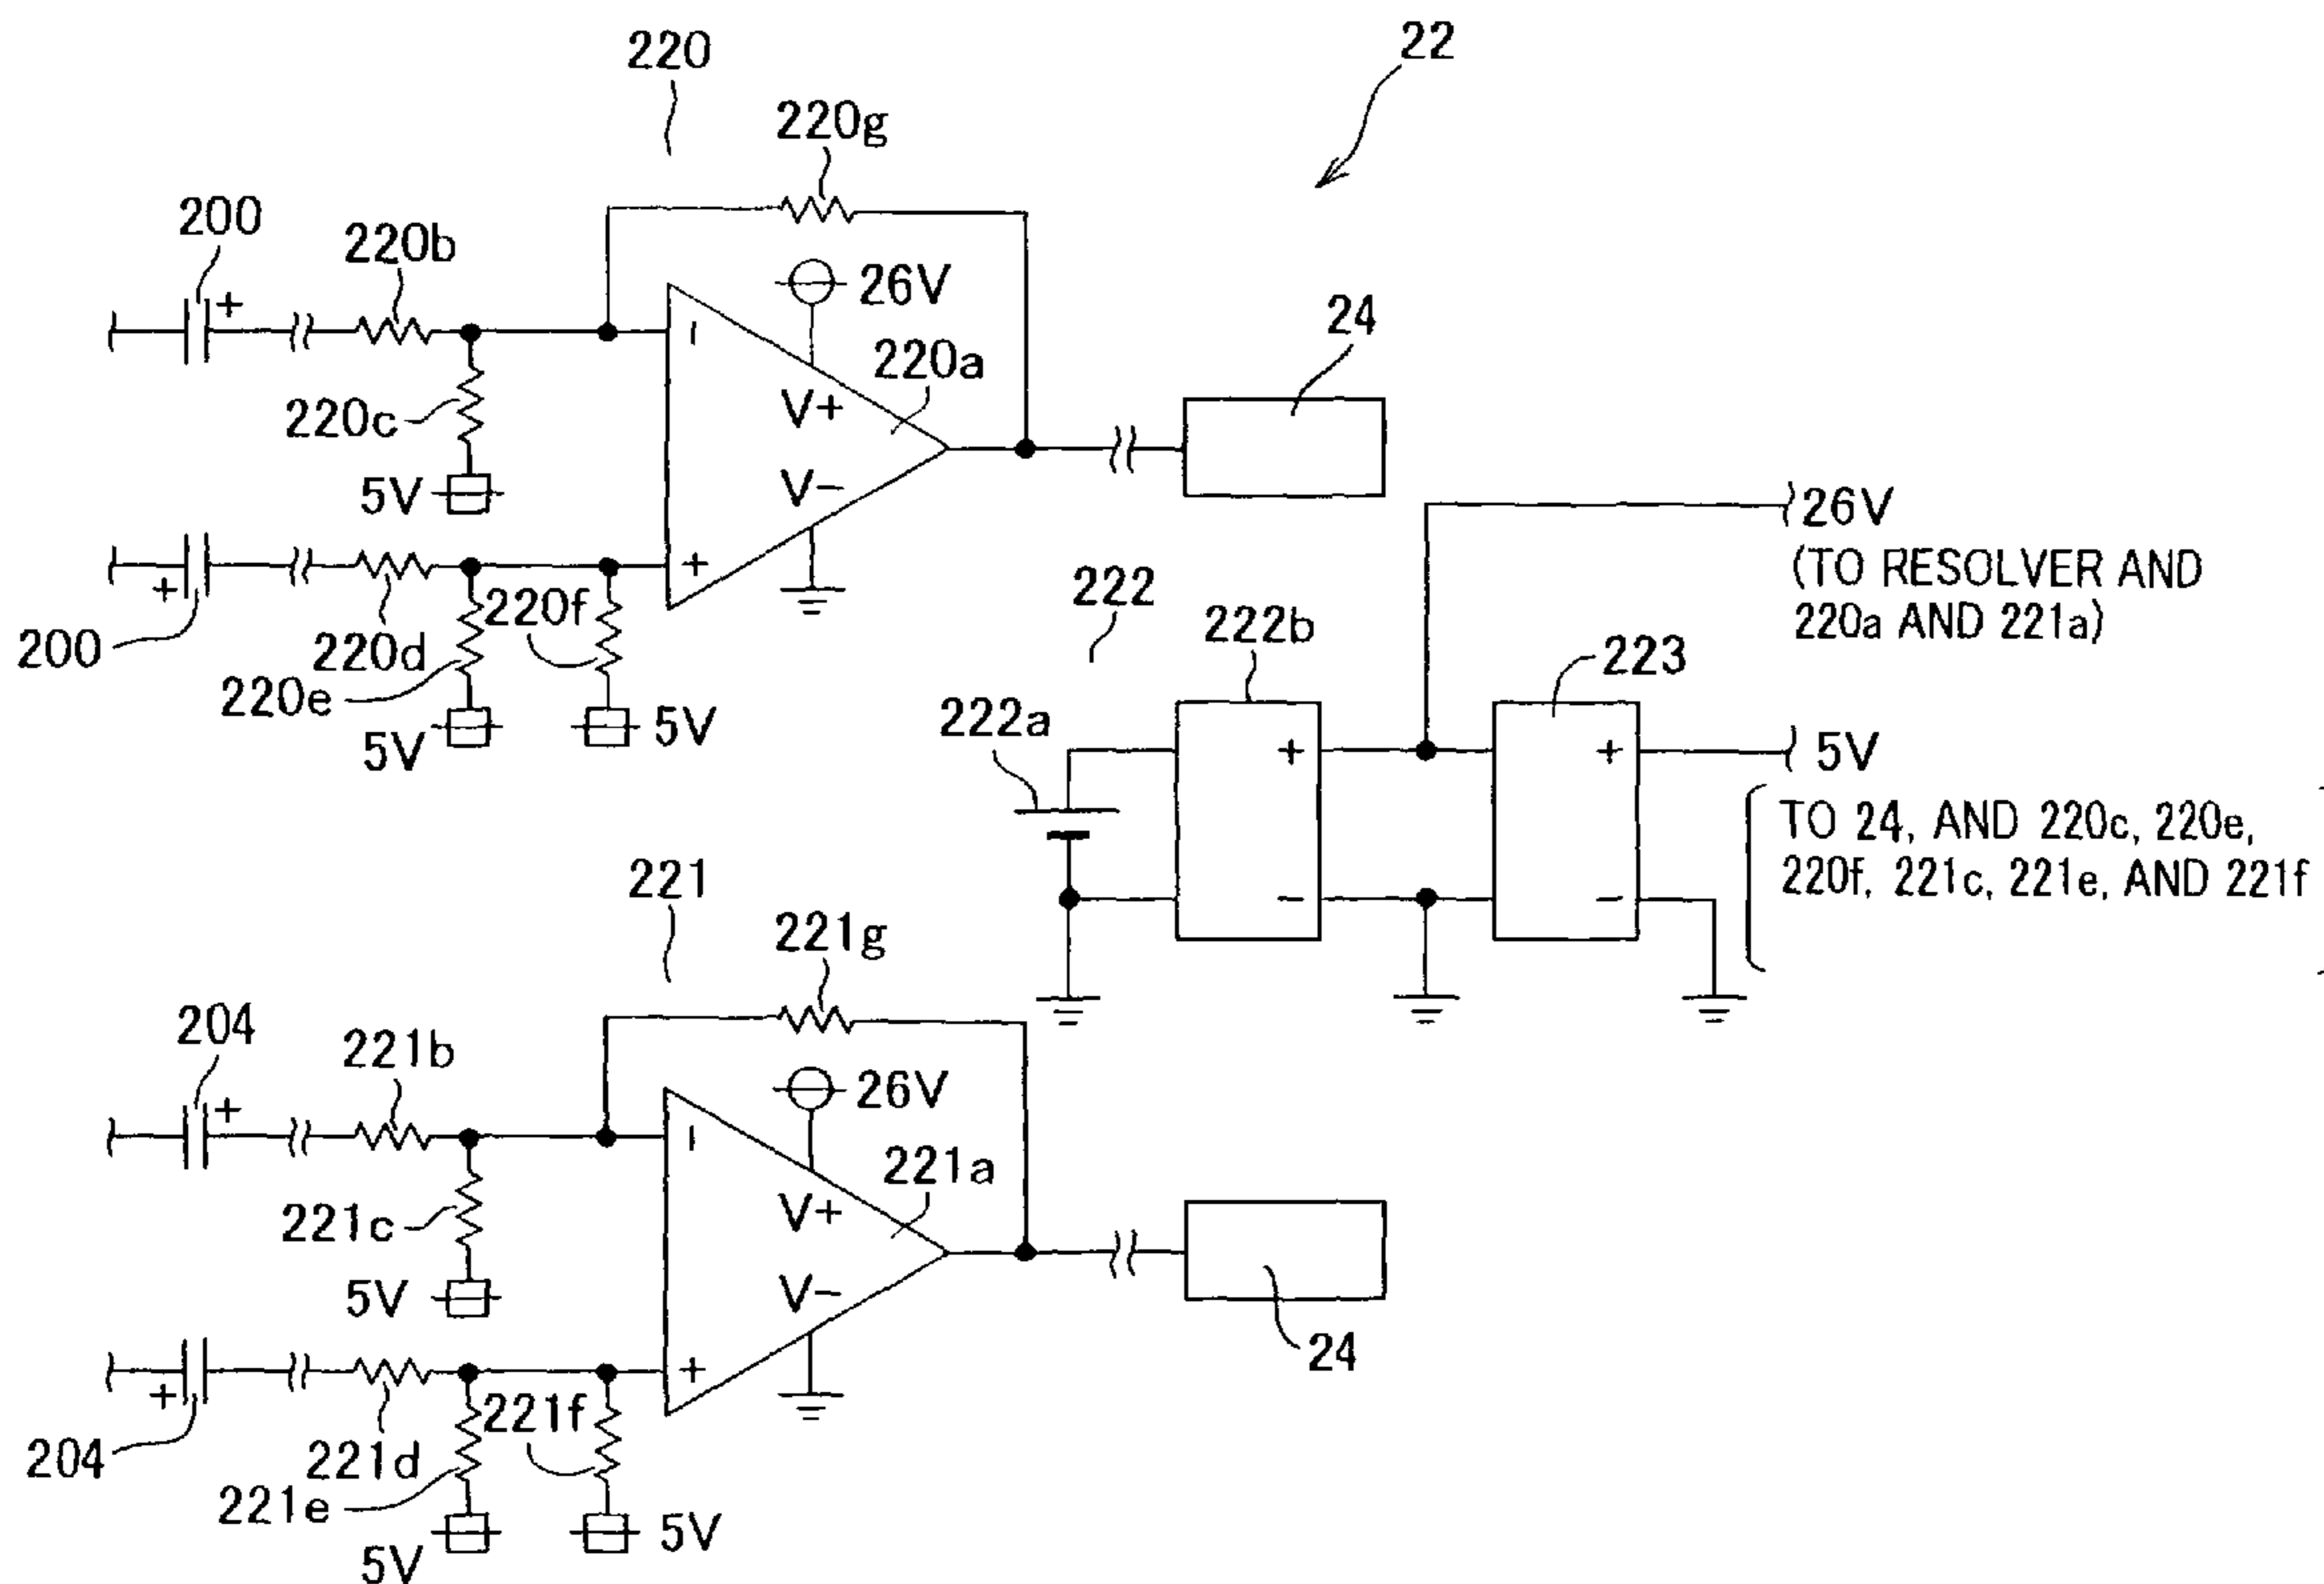 220
22
220g
200
220b
+
26V
24
−
220a
V+
220c
V−
5V
26V
+
+
(TO RESOLVER AND
220a AND 221a)
222
200
220d
220f
222b
223
220e
5V
5V
222a
+
+
5V
TO 24, AND 220c, 220e,
220f, 221c, 221e, AND 221f
−
−
221
221g
204
221b
+
26V
−
221a
V+
221c
V−
5V
24
+
+
204
221d
221f
221e
5V
5V